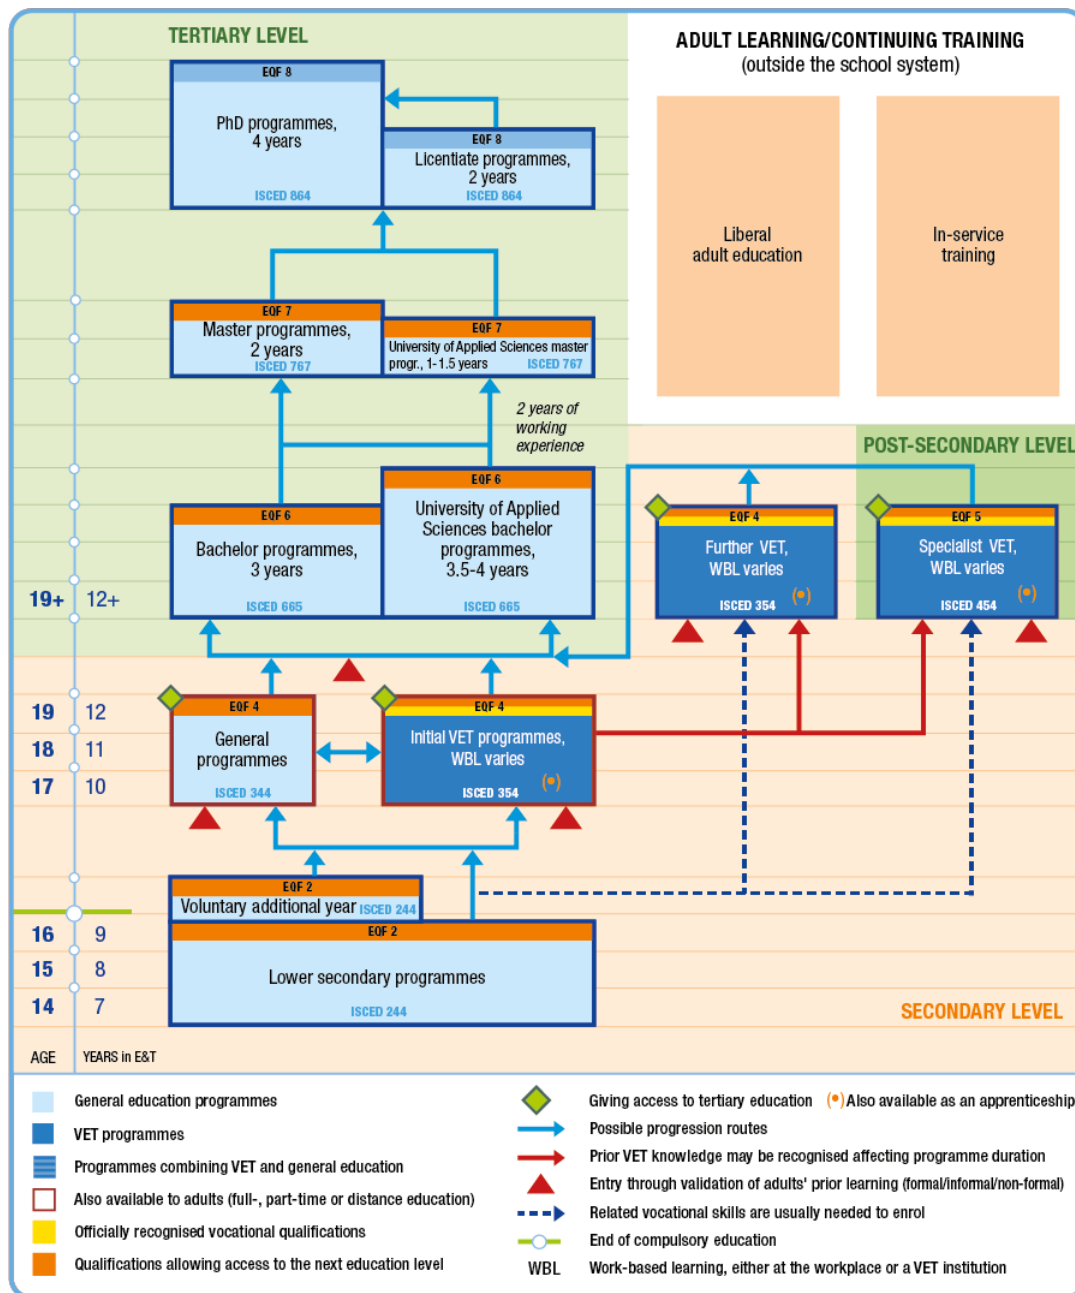 TERTIARY LEVEL
ADULT LEARNING/CONTINUING TRAINING
(outside the school system)
EQF 8
PhD programmes,
4 years
ISCED 864
EQF 8
Licentiate programmes,
2 years
ISCED 864
Liberal
adult education
In-service
training
EQF 7
Master programmes,
2 years
ISCED 767
EQF 7
University of Applied Sciences master
progr., 1-1.5 years
ISCED 767
2 years of
working
experience
POST-SECONDARY LEVEL
EQF 6
Bachelor programmes,
3 years
ISCED 665
EQF 6
University of Applied
Sciences bachelor
programmes,
3.5-4 years
ISCED 665
EQF 4
Further VET,
WBL varies
ISCED 354
(•)
EQF 5
Specialist VET,
WBL varies
ISCED 454
(•)
19+ 12+
19 12
18 11
17 10
EQF 4
General
programmes
ISCED 344
EQF 4
Initial VET programmes,
WBL varies
ISCED 354
(•)
EQF 2
Voluntary additional year ISCED 244
EQF 2
Lower secondary programmes
ISCED 244
16 9
15 8
14 7
SECONDARY LEVEL
AGE YEARS in E&T
General education programmes
VET programmes
Programmes combining VET and general education
Also available to adults (full-, part-time or distance education)
Officially recognised vocational qualifications
Qualifications allowing access to the next education level
Giving access to tertiary education (•) Also available as an apprenticeship
Possible progression routes
Prior VET knowledge may be recognised affecting programme duration
Entry through validation of adults' prior learning (formal/informal/non-formal)
Related vocational skills are usually needed to enrol
End of compulsory education
WBL Work-based learning, either at the workplace or a VET institution